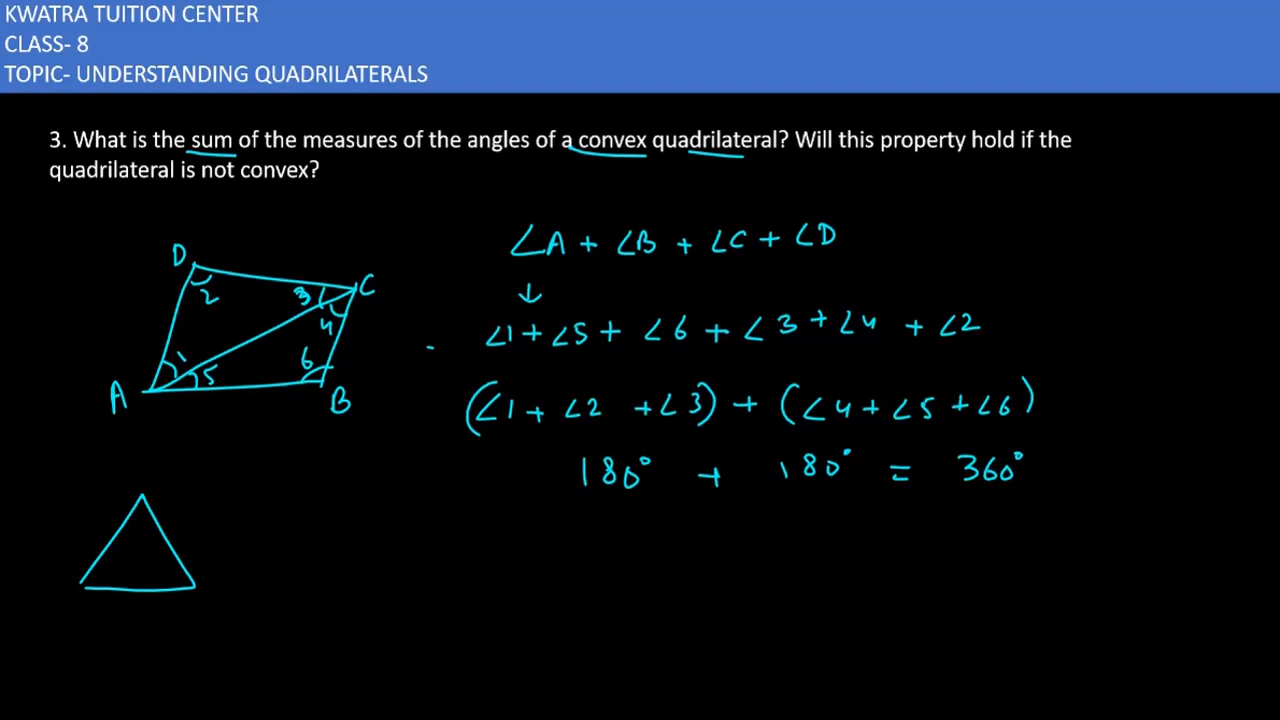 KWATRA TUITION CENTER
CLASS- 8
TOPIC- UNDERSTANDING QUADRILATERALS
3. What is the sum of the measures of the angles of a convex quadrilateral? Will this property hold if the
quadrilateral is not convex?
∠A + ∠B + ∠C + ∠D
↓
∠1 + ∠5 + ∠6 + ∠3 + ∠4 + ∠2
(∠1 + ∠2 + ∠3) + (∠4 + ∠5 + ∠6)
180° + 180° = 360°
D
C
2
3
4
1
5
6
A
B